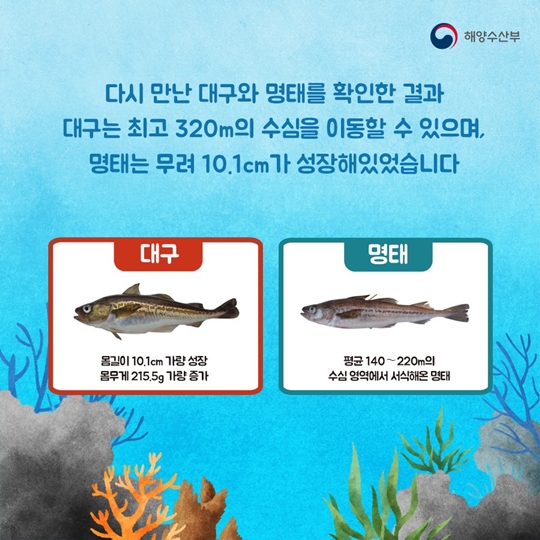 해양수산부
다시 만난 대구와 명태를 확인한 결과
대구는 최고 320m의 수심을 이동할 수 있으며,
명태는 무려 10.1cm가 성장해있었습니다
대구
몸길이 10.1cm 가량 성장
몸무게 215.5g 가량 증가
명태
평균 140~220m의
수심 영역에서 서식해온 명태